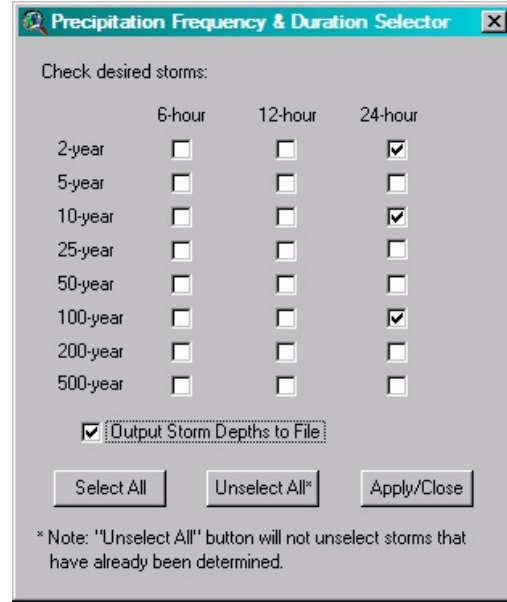 Precipitation Frequency & Duration Selector
Check desired storms:
6-hour 12-hour 24-hour
2-year
5-year
10-year
25-year
50-year
100-year
200-year
500-year
Output Storm Depths to File
Select All Unselect All* Apply/Close
* Note: "Unselect All" button will not unselect storms that
have already been determined.